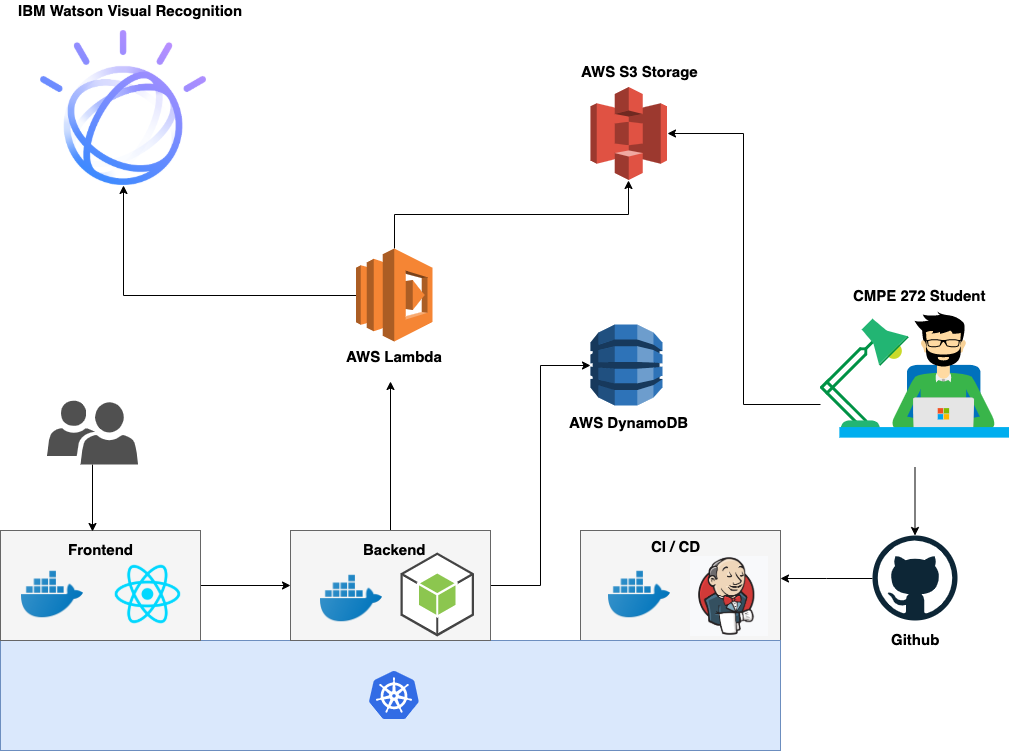 IBM Watson Visual Recognition
AWS S3 Storage
CMPE 272 Student
AWS Lambda
AWS DynamoDB
Frontend
Backend
CI / CD
Github